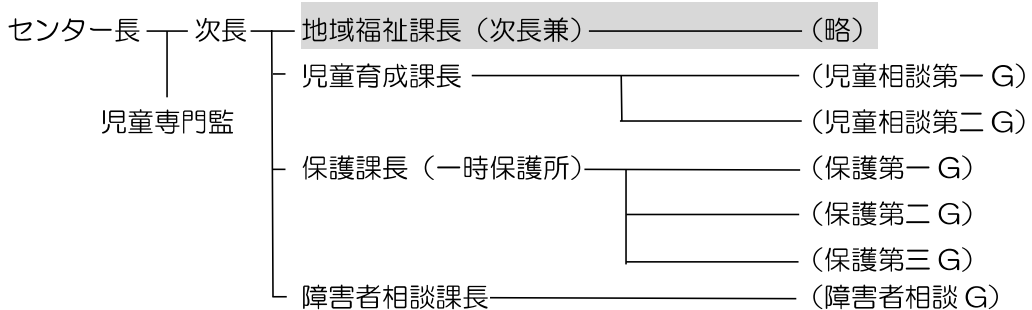 センター長 次長 地域福祉課長（次長兼） （略）
児童育成課長 （児童相談第一Ｇ）
（児童相談第二Ｇ）
児童専門監
保護課長（一時保護所） （保護第一Ｇ）
（保護第二Ｇ）
（保護第三Ｇ）
障害者相談課長 （障害者相談Ｇ）